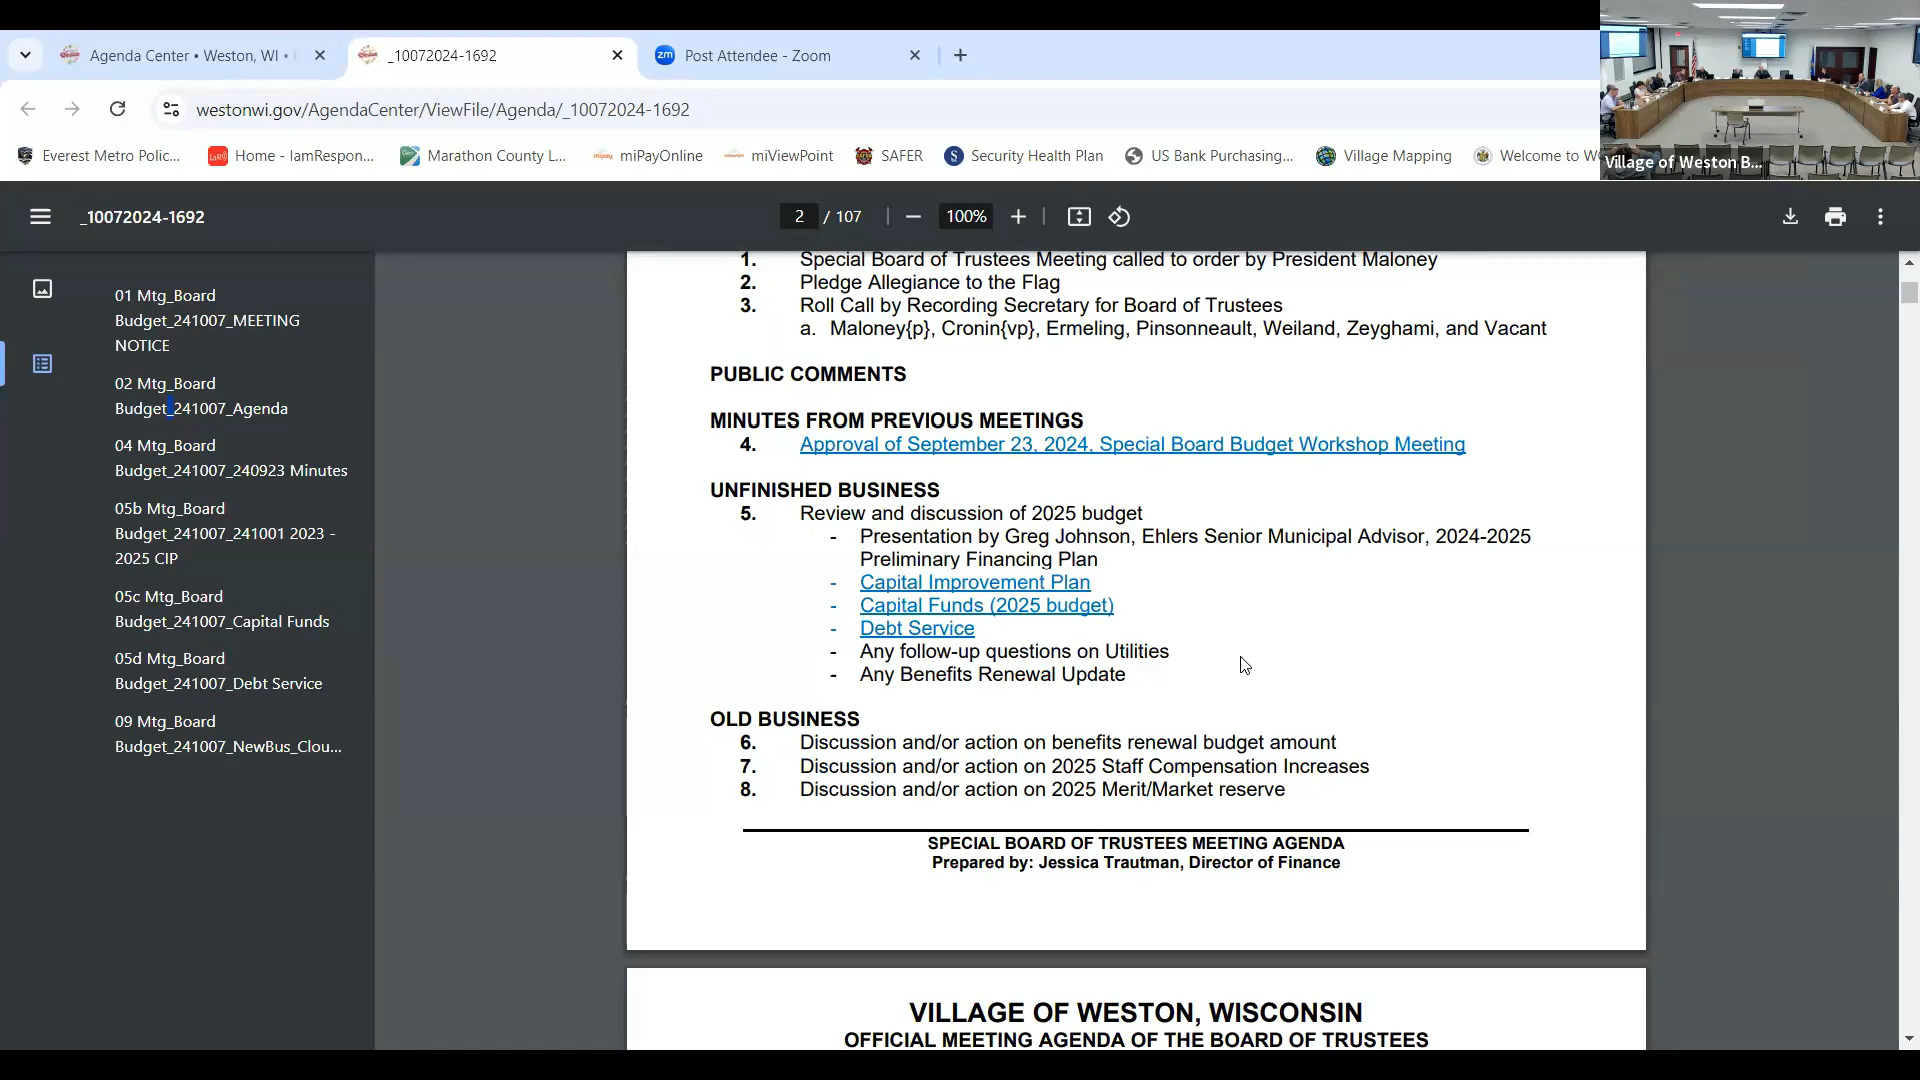 Agenda Center • Weston, WI •
_10072024-1692
zm Post Attendee - Zoom
westonwi.gov/AgendaCenter/ViewFile/Agenda/_10072024-1692
Everest Metro Polic...
Home - IamRespon...
Marathon County L...
miPayOnline
miViewPoint
SAFER
Security Health Plan
US Bank Purchasing...
Village Mapping
Welcome to W
Village of Weston B...
_10072024-1692
2 / 107
100%
01 Mtg_Board
Budget_241007_MEETING
NOTICE
02 Mtg_Board
Budget_241007_Agenda
04 Mtg_Board
Budget_241007_240923 Minutes
05b Mtg_Board
Budget_241007_241001 2023 -
2025 CIP
05c Mtg_Board
Budget_241007_Capital Funds
05d Mtg_Board
Budget_241007_Debt Service
09 Mtg_Board
Budget_241007_NewBus_Clou...
1. Special Board of Trustees Meeting called to order by President Maloney
2. Pledge Allegiance to the Flag
3. Roll Call by Recording Secretary for Board of Trustees
a. Maloney{p}, Cronin{vp}, Ermeling, Pinsonneault, Weiland, Zeyghami, and Vacant
PUBLIC COMMENTS
MINUTES FROM PREVIOUS MEETINGS
4. Approval of September 23, 2024, Special Board Budget Workshop Meeting
UNFINISHED BUSINESS
5. Review and discussion of 2025 budget
- Presentation by Greg Johnson, Ehlers Senior Municipal Advisor, 2024-2025
Preliminary Financing Plan
- Capital Improvement Plan
- Capital Funds (2025 budget)
- Debt Service
- Any follow-up questions on Utilities
- Any Benefits Renewal Update
OLD BUSINESS
6. Discussion and/or action on benefits renewal budget amount
7. Discussion and/or action on 2025 Staff Compensation Increases
8. Discussion and/or action on 2025 Merit/Market reserve
SPECIAL BOARD OF TRUSTEES MEETING AGENDA
Prepared by: Jessica Trautman, Director of Finance
VILLAGE OF WESTON, WISCONSIN
OFFICIAL MEETING AGENDA OF THE BOARD OF TRUSTEES